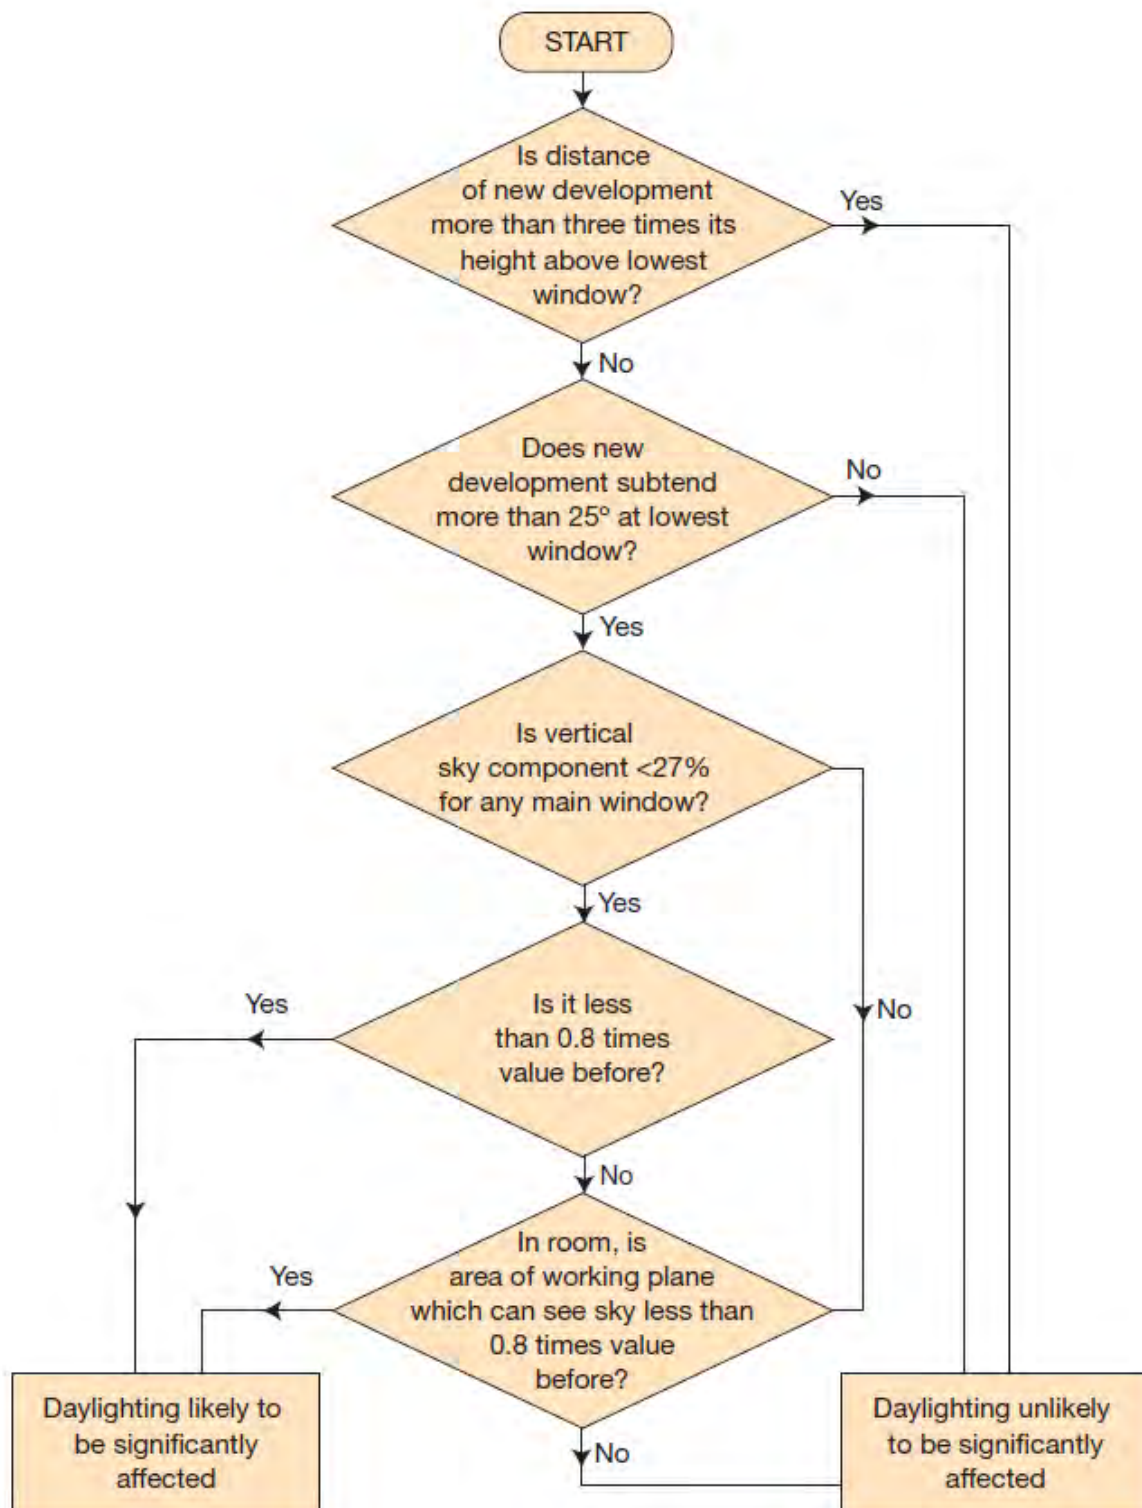 START
Is distance
of new development
more than three times its
height above lowest
window?
Yes
No
Does new
development subtend
more than 25º at lowest
window?
No
Yes
Is vertical
sky component <27%
for any main window?
Yes
No
Is it less
than 0.8 times
value before?
Yes
No
In room, is
area of working plane
which can see sky less than
0.8 times value
before?
Yes
No
Daylighting likely to
be significantly
affected
Daylighting unlikely
to be significantly
affected